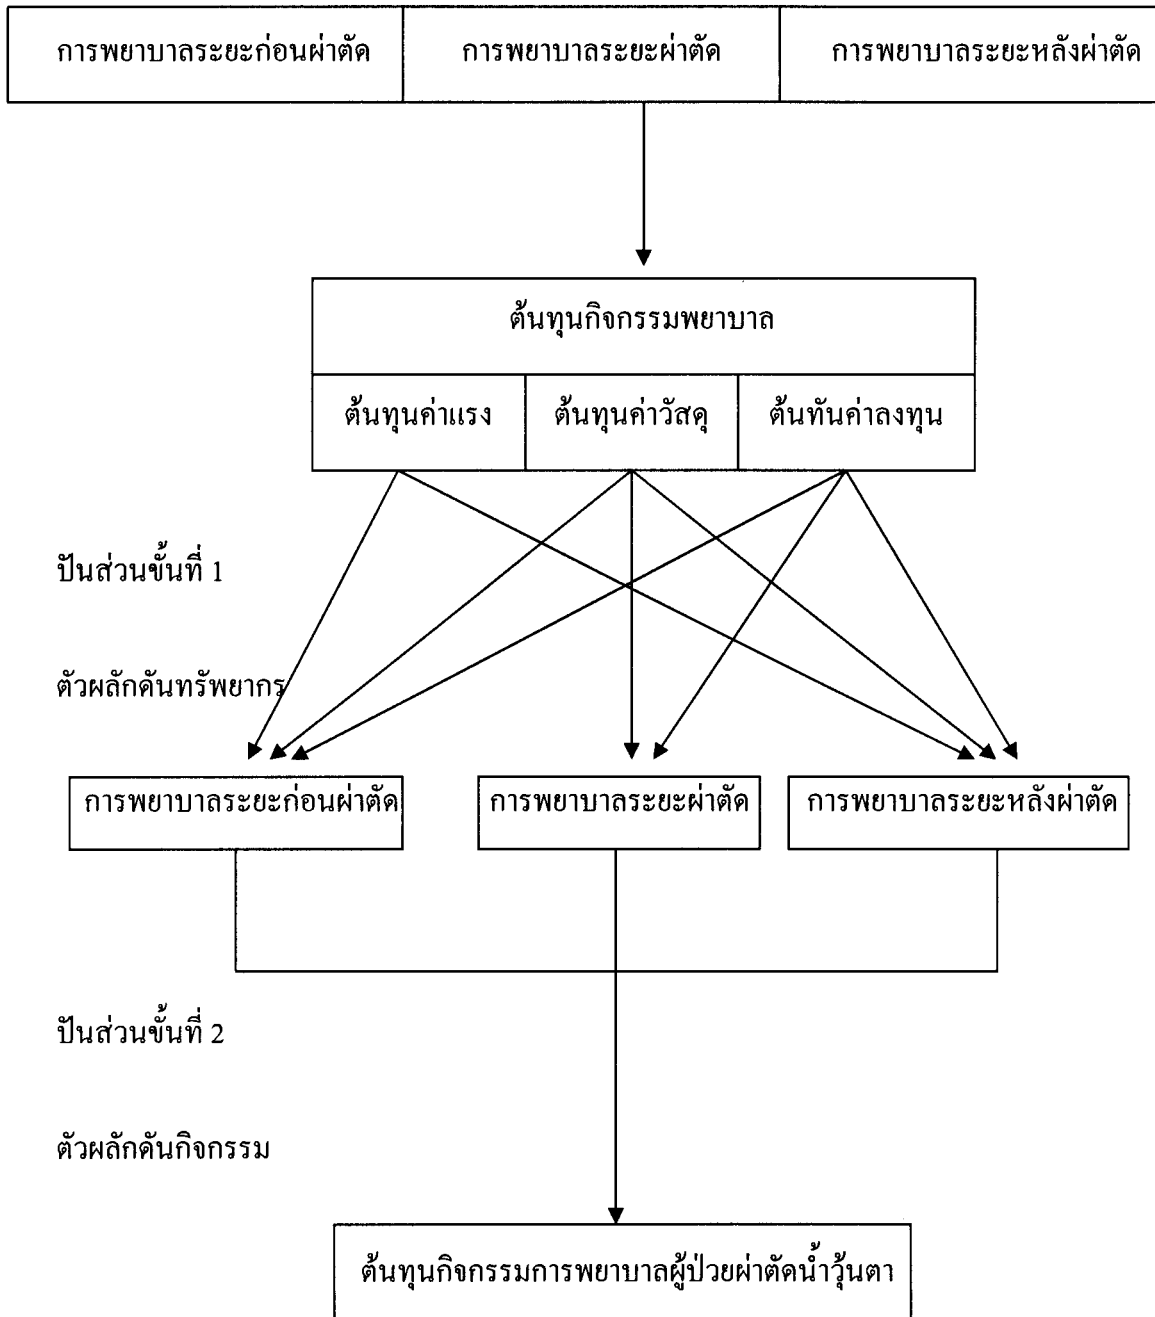 การพยาบาลระยะก่อนผ่าตัด การพยาบาลระยะผ่าตัด การพยาบาลระยะหลังผ่าตัด
ต้นทุนกิจกรรมพยาบาล
ต้นทุนค่าแรง ต้นทุนค่าวัสดุ ต้นทันค่าลงทุน
ปันส่วนขั้นที่ 1
ตัวผลักดันทรัพยากร
การพยาบาลระยะก่อนผ่าตัด การพยาบาลระยะผ่าตัด การพยาบาลระยะหลังผ่าตัด
ปันส่วนขั้นที่ 2
ตัวผลักดันกิจกรรม
ต้นทุนกิจกรรมการพยาบาลผู้ป่วยผ่าตัดน้ำวุ้นตา